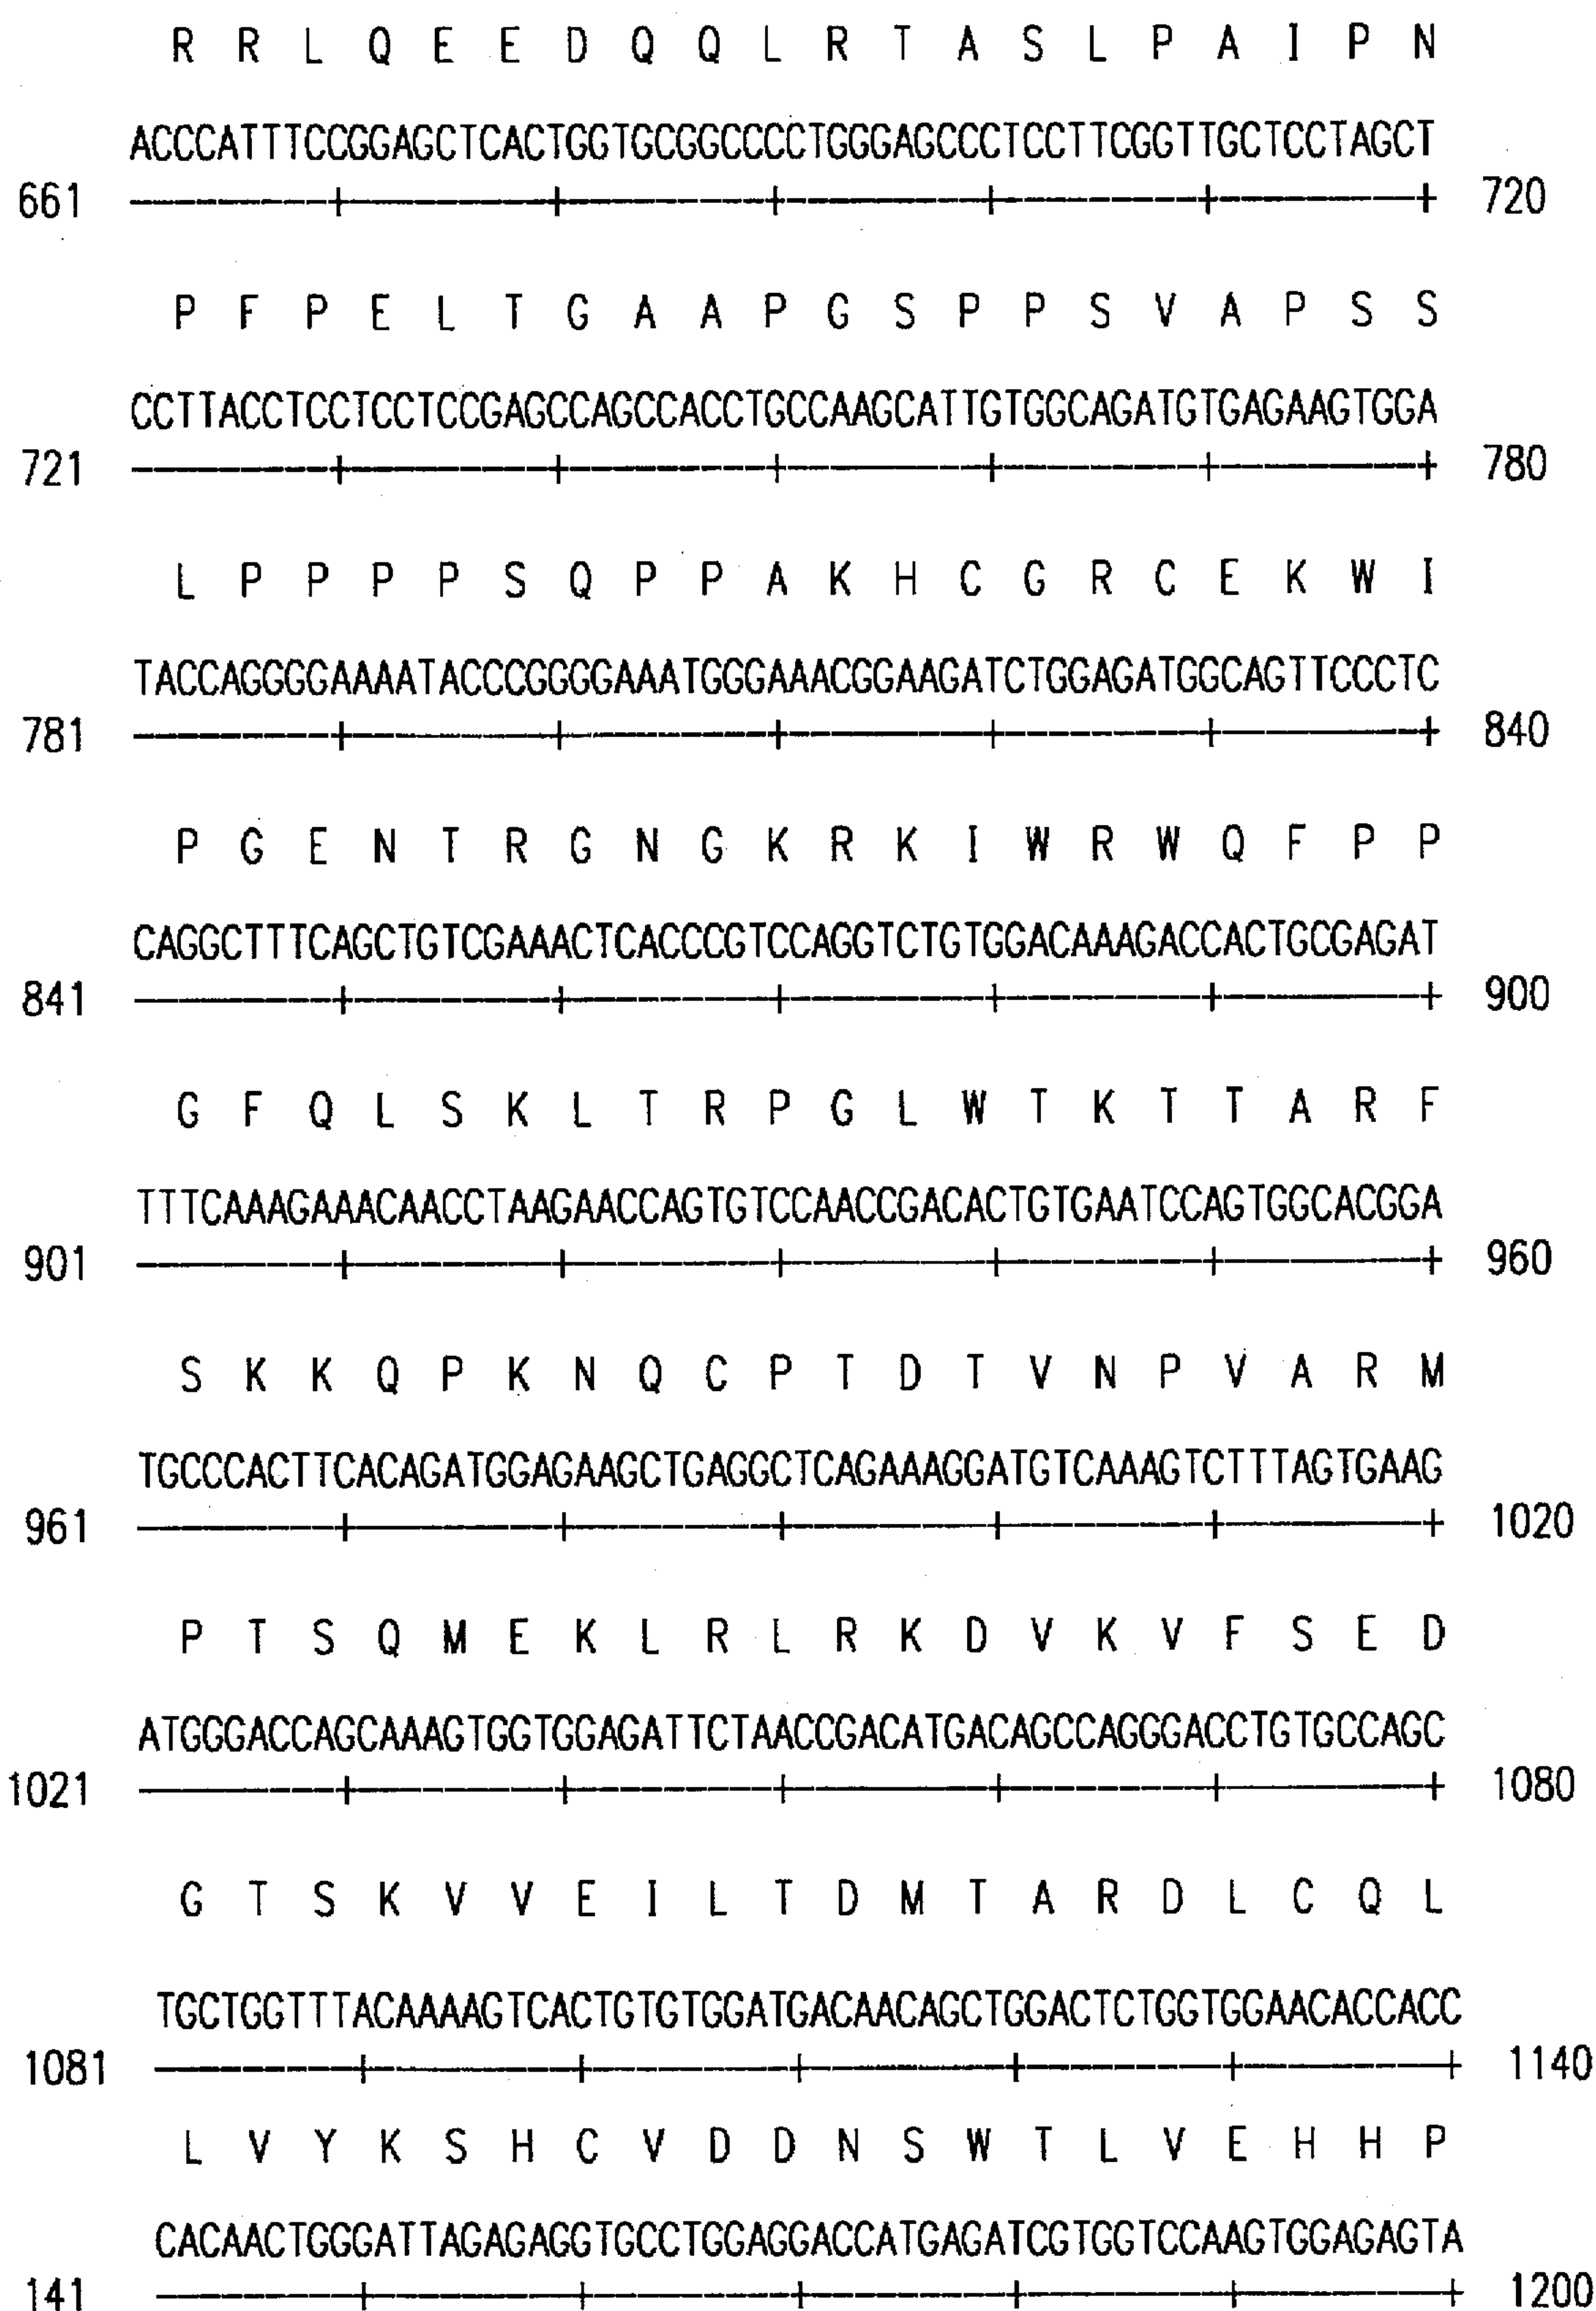 R R L Q E E D Q Q L R T A S L P A I P N
ACCCATTTCCGGAGCTCACTGGTGCGGCCCCTGGGAGCCCTCCTTCGGTTGCTCCTAGCT
661 ---------+---------+---------+---------+---------+---------+ 720
P F P E L T G A A P G S P P S V A P S S
CCTTACCTCCTCCTCCGAGCCAGCCACCTGCCAAGCATTGTGGCAGATGTGAGAAGTGGA
721 ---------+---------+---------+---------+---------+---------+ 780
L P P P P S Q P P A K H C G R C E K W I
TACCAGGGGAAAATACCCGGGGAAATGGGAAACGGAAGATCTGGAGATGGCAGTTCCCTC
781 ---------+---------+---------+---------+---------+---------+ 840
P G E N T R G N G K R K I W R W Q F P P
CAGGCTTTCAGCTGTCGAAACTCACCCGTCCAGGTCTGTGGACAAAGACCACTGCGAGAT
841 ---------+---------+---------+---------+---------+---------+ 900
G F Q L S K L T R P G L W T K T T A R F
TTTCAAAGAAACAACCTAAGAACCAGTGTCCAACCGACACTGTGAATCCAGTGGCACGGA
901 ---------+---------+---------+---------+---------+---------+ 960
S K K Q P K N Q C P T D T V N P V A R M
TGCCCACTTCACAGATGGAGAAGCTGAGGCTCAGAAAGGATGTCAAAGTCTTTAGTGAAG
961 ---------+---------+---------+---------+---------+---------+ 1020
P T S Q M E K L R L R K D V K V F S E D
ATGGGACCAGCAAAGTGGTGGAGATTCTAACCGACATGACAGCCAGGGACCTGTGCCAGC
1021 ---------+---------+---------+---------+---------+---------+ 1080
G T S K V V E I L T D M T A R D L C Q L
TGCTGGTTTACAAAAGTCACTGTGTGGATGACAACAGCTGGACTCTGGTGGAACACCACC
1081 ---------+---------+---------+---------+---------+---------+ 1140
L V Y K S H C V D D N S W T L V E H H P
CACAACTGGGATTAGAGAGGTGCCTGGAGGACCATGAGATCGTGGTCCAAGTGGAGAGTA
141 ---------+---------+---------+---------+---------+---------+ 1200